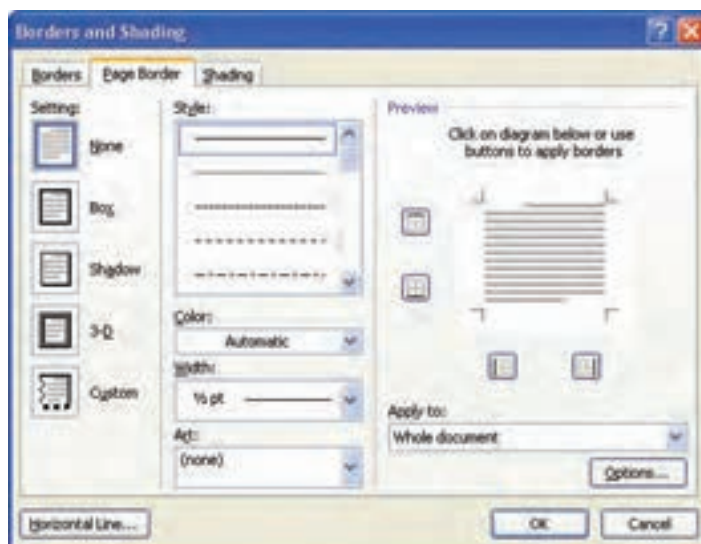 Borders and Shading
Borders Page Border Shading
Setting:
None
Box
Shadow
3-D
Custom
Style:
Color:
Automatic
Width:
½ pt
Art:
(none)
Preview
Click on diagram below or use
buttons to apply borders
Apply to:
Whole document
Options...
Horizontal Line...
OK Cancel